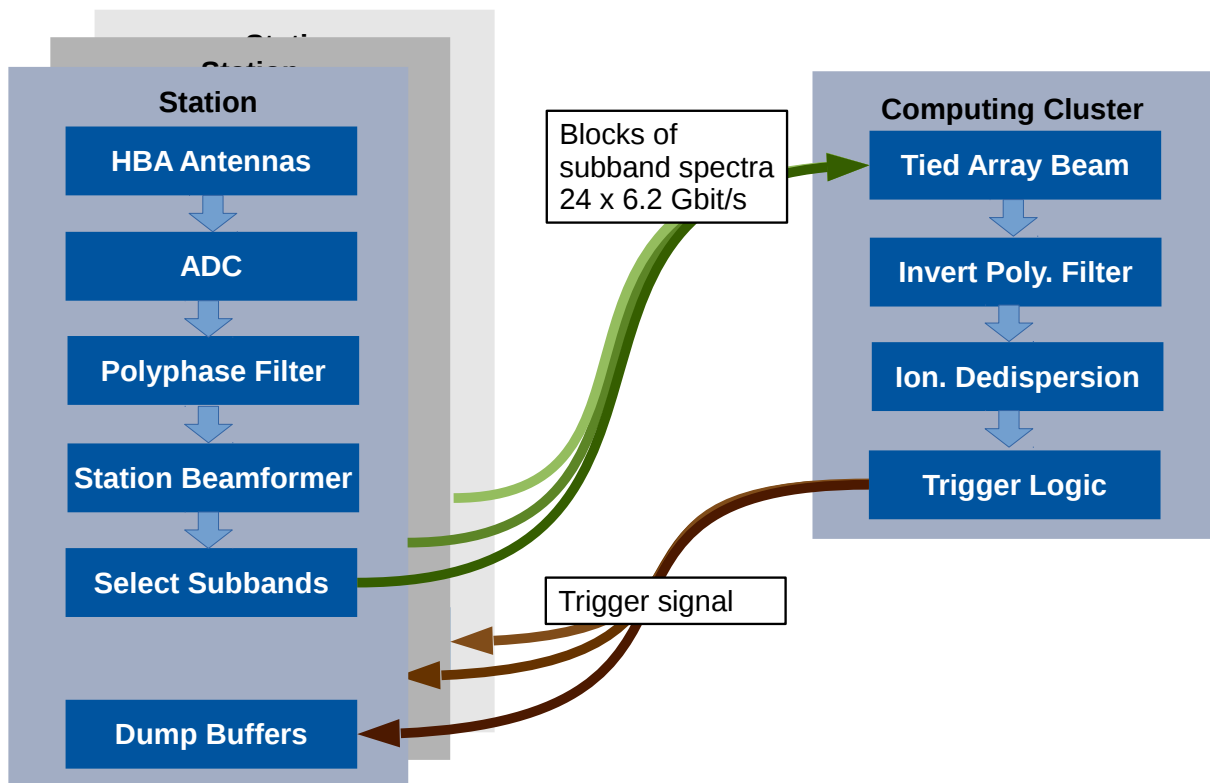 Station
HBA Antennas
ADC
Polyphase Filter
Station Beamformer
Select Subbands
Dump Buffers
Blocks of
subband spectra
24 x 6.2 Gbit/s
Trigger signal
Computing Cluster
Tied Array Beam
Invert Poly. Filter
Ion. Dedispersion
Trigger Logic